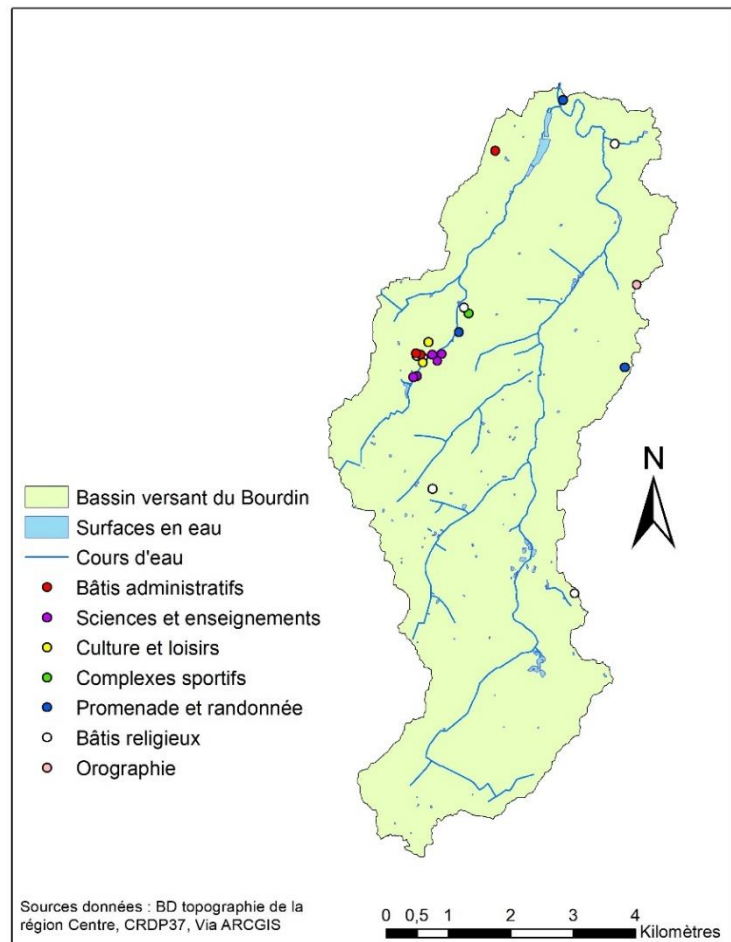 N
Bassin versant du Bourdin
Surfaces en eau
Cours d'eau
Bâtis administratifs
Sciences et enseignements
Culture et loisirs
Complexes sportifs
Promenade et randonnée
Bâtis religieux
Orographie
Sources données : BD topographie de la
région Centre, CRDP37, Via ARCGIS
0 0,5 1 2 3 4
Kilomètres